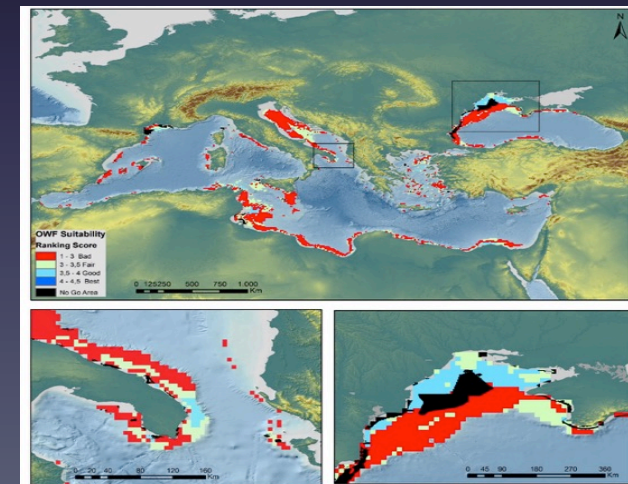 N
OWF Suitability
Ranking Score
1 - 3 Bad
3 - 3,5 Fair
3,5 - 4 Good
4 - 4,5 Best
No Go Area
0 125250 500 750 1.000
Km
0 20 40 80 120 160
Km
0 45 90 180 270 360
Km